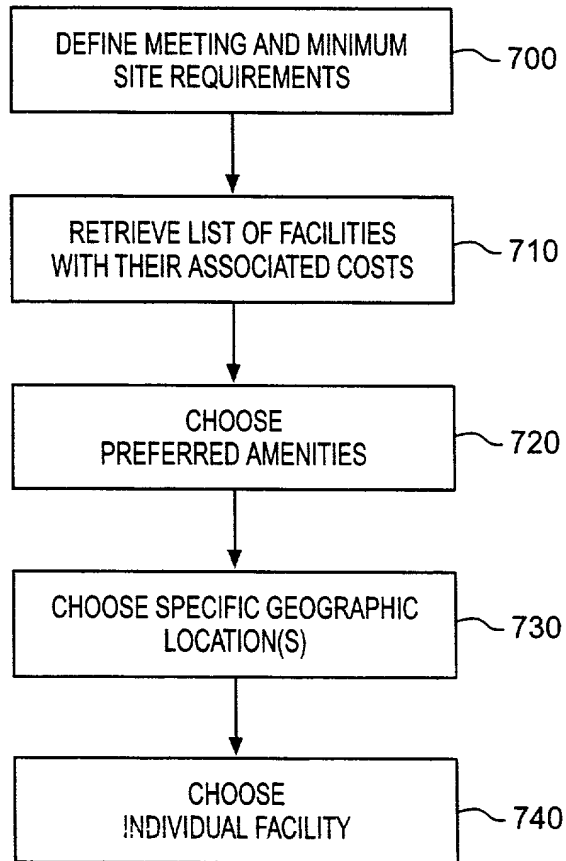 DEFINE MEETING AND MINIMUM
SITE REQUIREMENTS
700
RETRIEVE LIST OF FACILITIES
WITH THEIR ASSOCIATED COSTS
710
CHOOSE
PREFERRED AMENITIES
720
CHOOSE SPECIFIC GEOGRAPHIC
LOCATION(S)
730
CHOOSE
INDIVIDUAL FACILITY
740